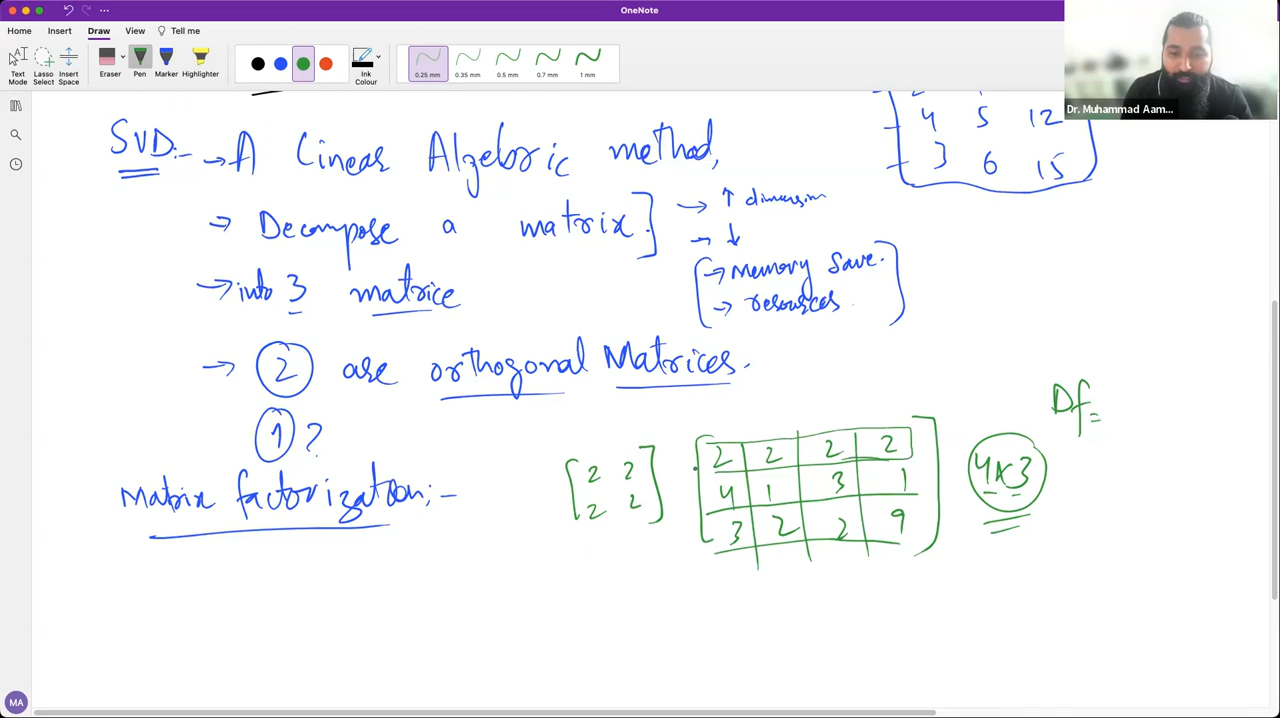 OneNote
Home Insert Draw View Tell me
Text Mode Lasso Select Insert Space Eraser Pen Marker Highlighter Ink Colour 0.25 mm 0.35 mm 0.5 mm 0.7 mm 1 mm
Dr. Muhammad Aam...
4 5 12
3 6 15
SVD:- → A Linear Algebric method,
→ Decompose a matrix.] → ↑ dimension
→ ↓
→ into 3 matrice
[→ Memory Save.
→ resources
→ ② are orthogonal Matrices.
① ?
Df=
Matrix factorization:-
2 2
2 2
2 2 2 2
4 1 3 1
3 2 2 9
4x3
MA